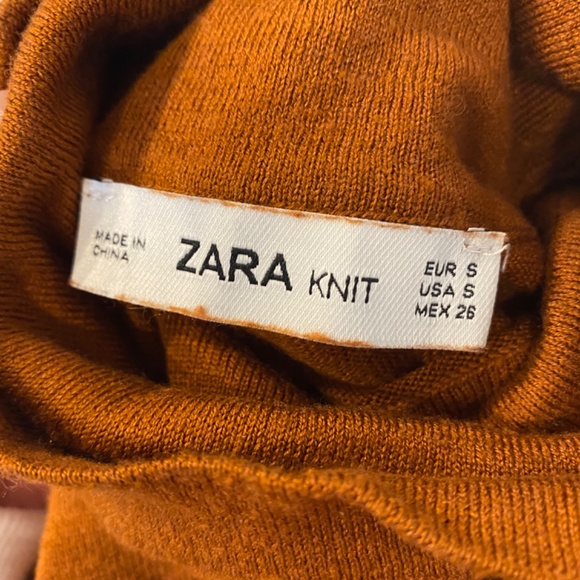 MADE IN
CHINA
ZARA KNIT
EUR S
USA S
MEX 26